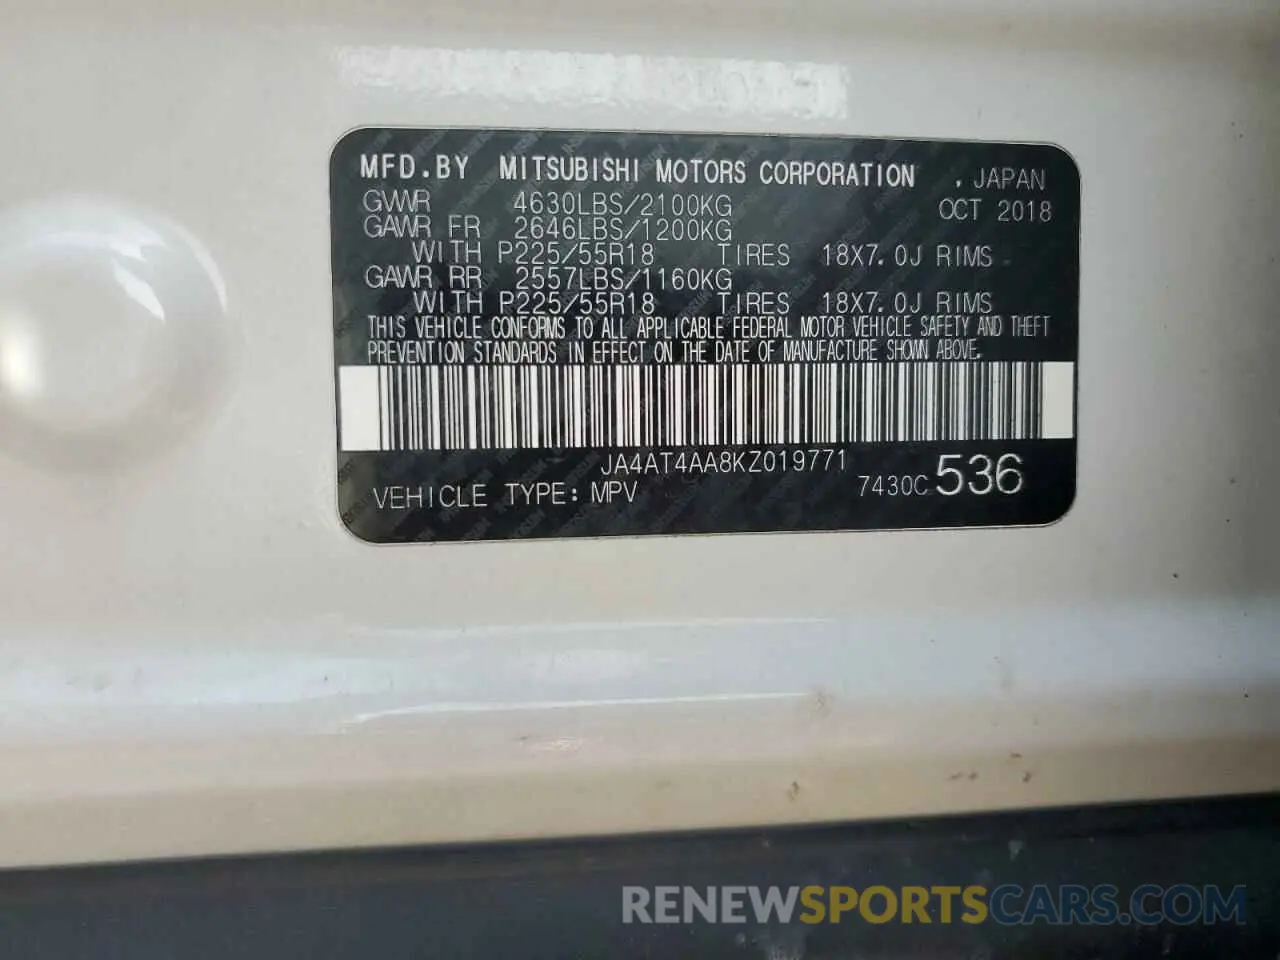 MFD.BY MITSUBISHI MOTORS CORPORATION , JAPAN
GVWR 4630LBS/2100KG OCT 2018
GAWR FR 2646LBS/1200KG
WITH P225/55R18 TIRES 18X7.0J RIMS
GAWR RR 2557LBS/1160KG
WITH P225/55R18 TIRES 18X7.0J RIMS
THIS VEHICLE CONFORMS TO ALL APPLICABLE FEDERAL MOTOR VEHICLE SAFETY AND THEFT
PREVENTION STANDARDS IN EFFECT ON THE DATE OF MANUFACTURE SHOWN ABOVE.
JA4AT4AA8KZ019771
VEHICLE TYPE: MPV 7430C 536
RENEWSPORTSCARS.COM